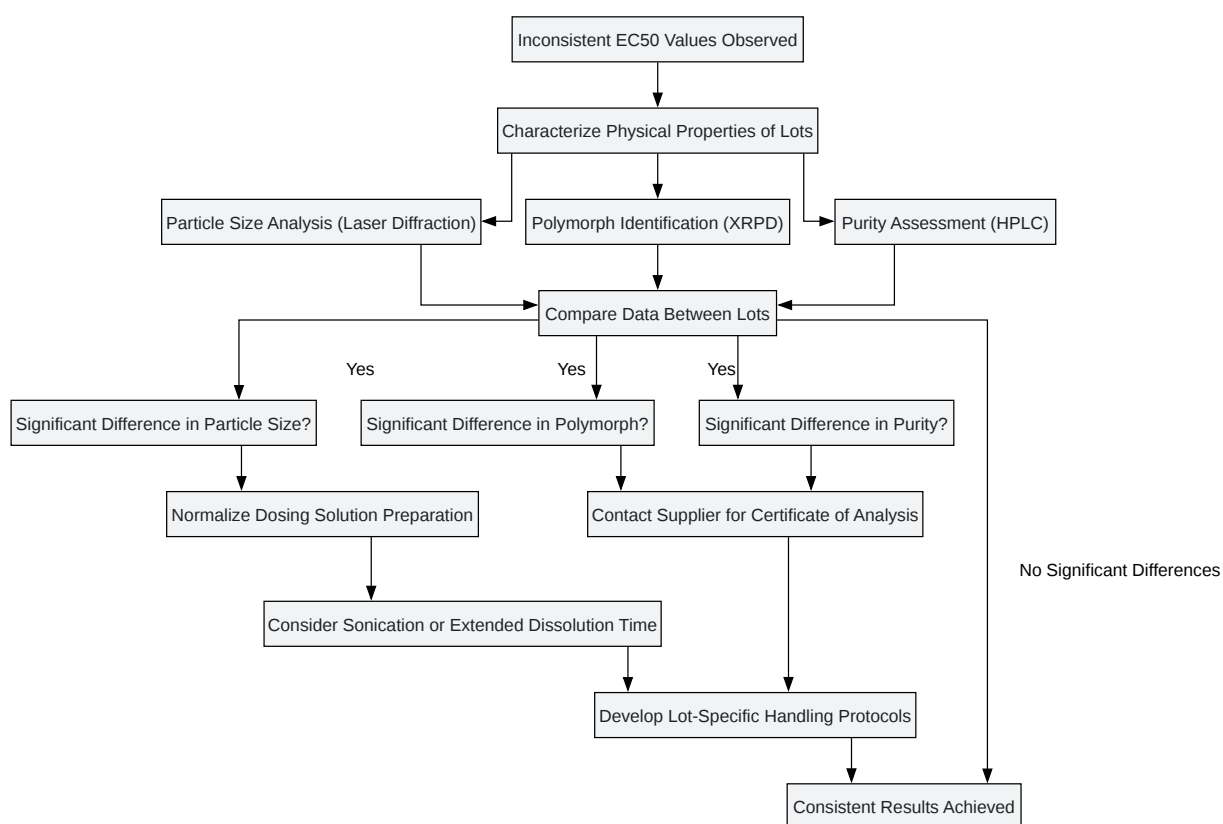 Inconsistent EC50 Values Observed
Characterize Physical Properties of Lots
Particle Size Analysis (Laser Diffraction)
Polymorph Identification (XRPD)
Purity Assessment (HPLC)
Compare Data Between Lots
Yes
Yes
Yes
Significant Difference in Particle Size?
Significant Difference in Polymorph?
Significant Difference in Purity?
Normalize Dosing Solution Preparation
Contact Supplier for Certificate of Analysis
No Significant Differences
Consider Sonication or Extended Dissolution Time
Develop Lot-Specific Handling Protocols
Consistent Results Achieved